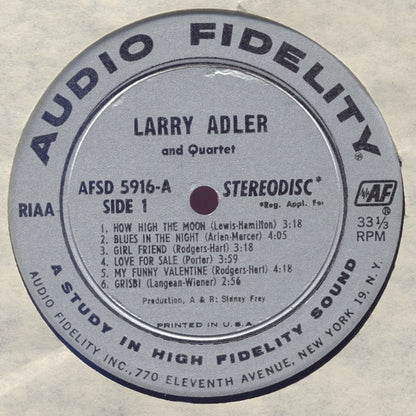 AUDIO FIDELITY®
LARRY ADLER
and Quartet
AFSD 5916-A STEREODISC*
RIAA SIDE 1 *Reg. Appl. For
AF®
33⅓
RPM
1. HOW HIGH THE MOON (Lewis-Hamilton) 3:18
2. BLUES IN THE NIGHT (Arlen-Mercer) 4:05
3. GIRL FRIEND (Rodgers-Hart) 3:18
4. LOVE FOR SALE (Porter) 3:59
5. MY FUNNY VALENTINE (Rodgers-Hart) 4:18
6. GRISBI (Langean-Wiener) 2:56
Production, A & R: Sidney Frey
PRINTED IN U.S.A.
A STUDY IN HIGH FIDELITY SOUND
AUDIO FIDELITY INC., 770 ELEVENTH AVENUE, NEW YORK 19, N.Y.